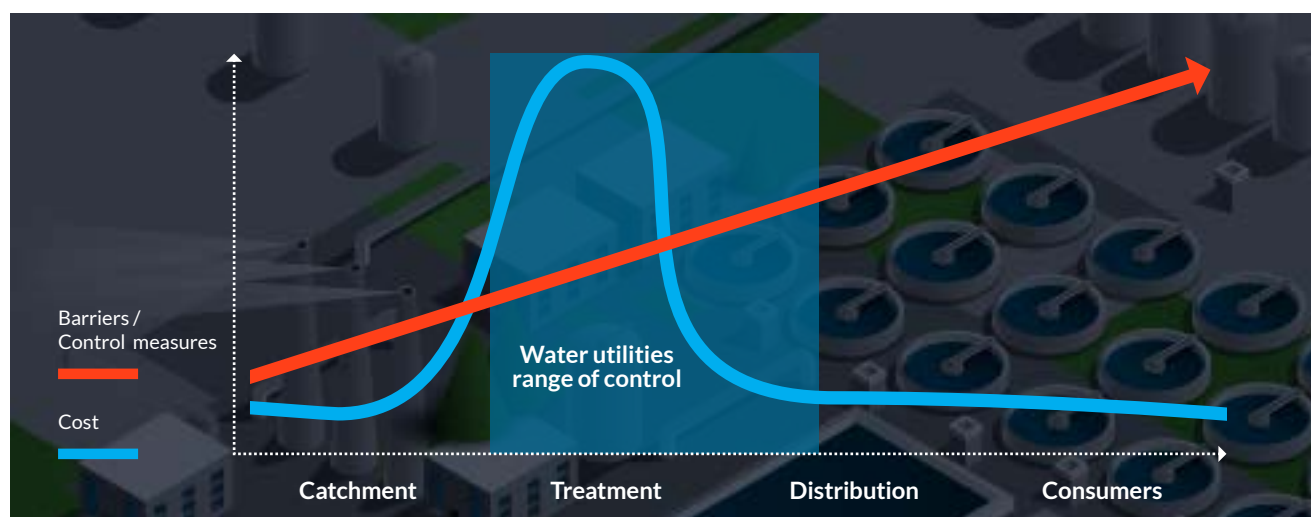 Barriers /
Control measures
Cost
Water utilities
range of control
Catchment
Treatment
Distribution
Consumers